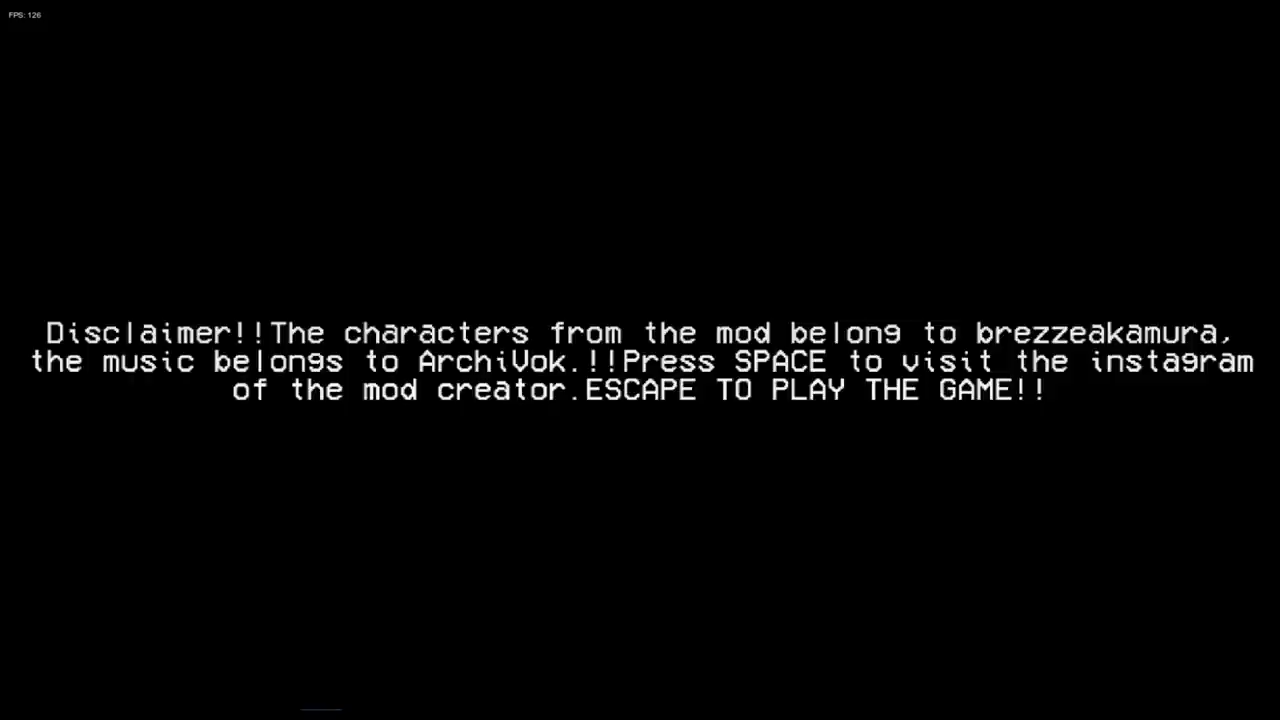 FPS: 126
Disclaimer!!The characters from the mod belong to brezzeakamura,
the music belongs to ArchiVok.!!Press SPACE to visit the instagram
of the mod creator.ESCAPE TO PLAY THE GAME!!